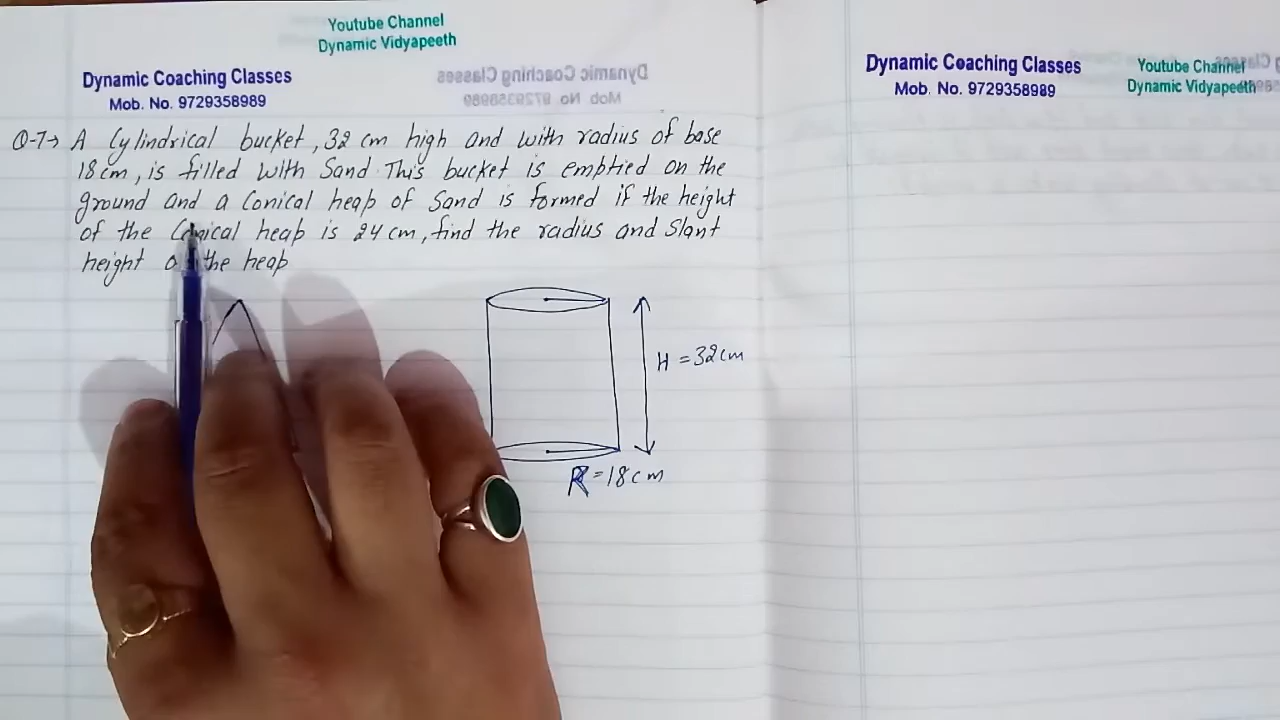 Youtube Channel
Dynamic Vidyapeeth
Dynamic Coaching Classes
Mob. No. 9729358989
Dynamic Coaching Classes
Mob. No. 9729358989
Youtube Channel
Dynamic Vidyapeeth
Q-7→ A Cylindrical bucket, 32 cm high and with radius of base
18 cm, is filled with Sand. This bucket is emptied on the
ground and a Conical heap of Sand is formed if the height
of the Conical heap is 24 cm, find the radius and Slant
height the heap
H = 32 cm
R = 18 cm